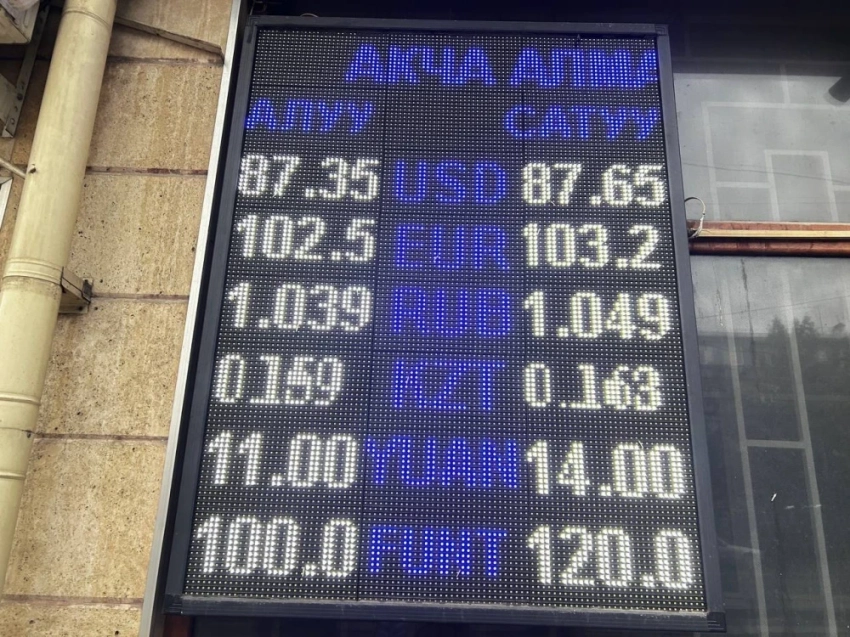 АКЧА АЛМА
АЛУУ САТУУ
87.35 USD 87.65
102.5 EUR 103.2
1.039 RUB 1.049
0.159 KZT 0.163
11.00 YUAN 14.00
100.0 FUNT 120.0